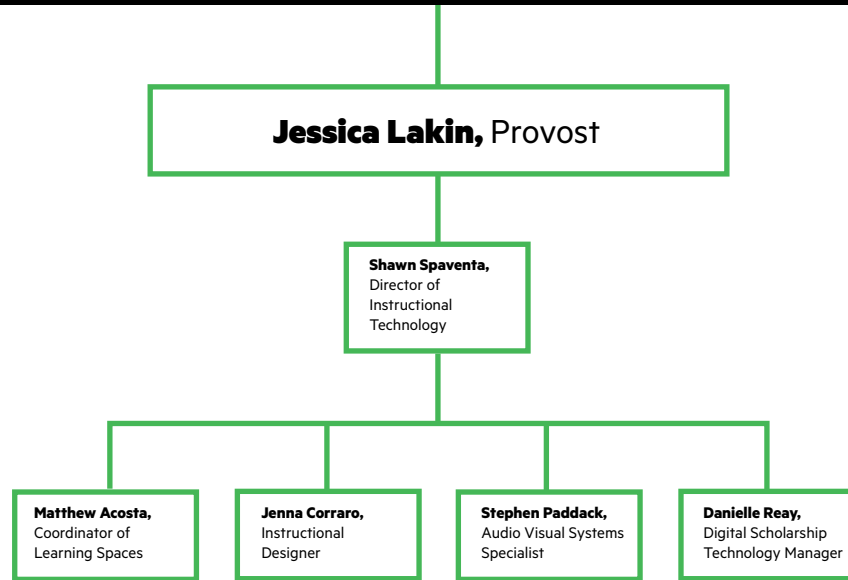 Jessica Lakin, Provost
Shawn Spaventa,
Director of
Instructional
Technology
Matthew Acosta,
Coordinator of
Learning Spaces
Jenna Corraro,
Instructional
Designer
Stephen Paddack,
Audio Visual Systems
Specialist
Danielle Reay,
Digital Scholarship
Technology Manager